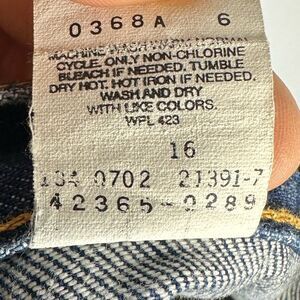 0368A 6
MACHINE WASH WARM NORMAL
CYCLE. ONLY NON-CHLORINE
BLEACH IF NEEDED. TUMBLE
DRY HOT. HOT IRON IF NEEDED.
WASH AND DRY
WITH LIKE COLORS.
WPL 423
16
0702 21391-7
42365-0289